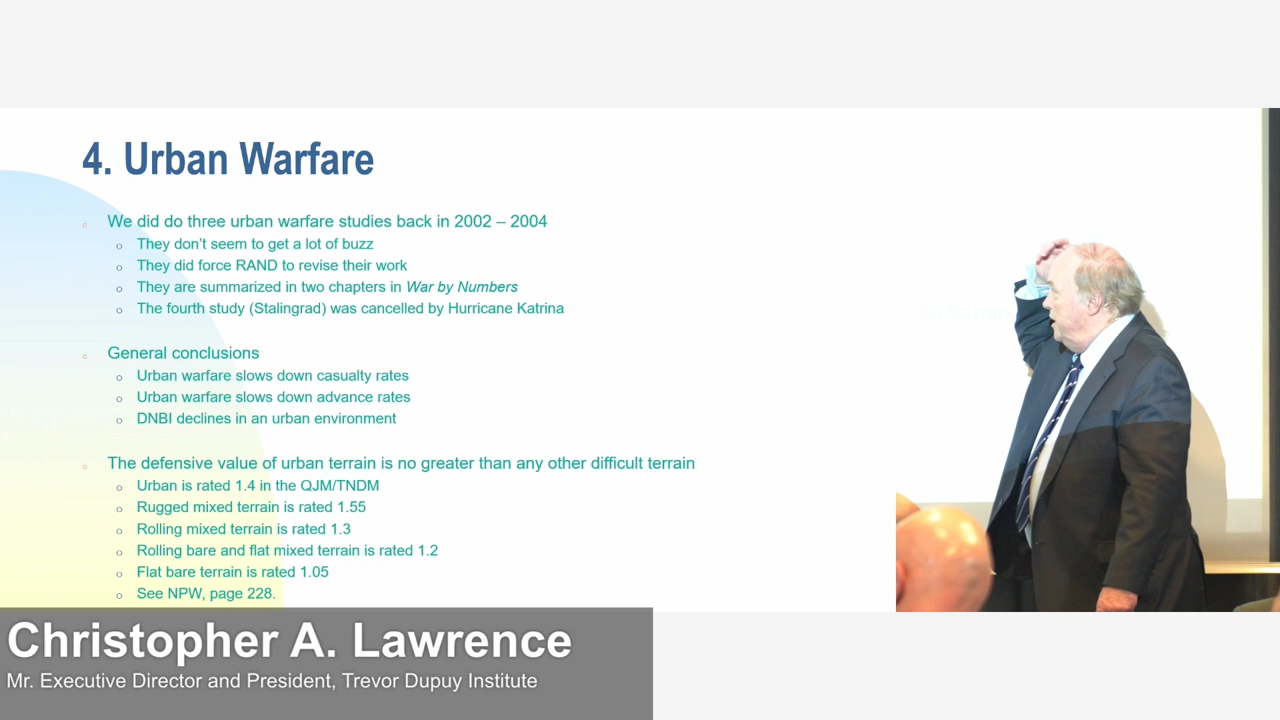 4. Urban Warfare
We did do three urban warfare studies back in 2002 – 2004
They don't seem to get a lot of buzz
They did force RAND to revise their work
They are summarized in two chapters in War by Numbers
The fourth study (Stalingrad) was cancelled by Hurricane Katrina
General conclusions
Urban warfare slows down casualty rates
Urban warfare slows down advance rates
DNBI declines in an urban environment
The defensive value of urban terrain is no greater than any other difficult terrain
Urban is rated 1.4 in the QJM/TNDM
Rugged mixed terrain is rated 1.55
Rolling mixed terrain is rated 1.3
Rolling bare and flat mixed terrain is rated 1.2
Flat bare terrain is rated 1.05
See NPW, page 228.
Christopher A. Lawrence
Mr. Executive Director and President, Trevor Dupuy Institute